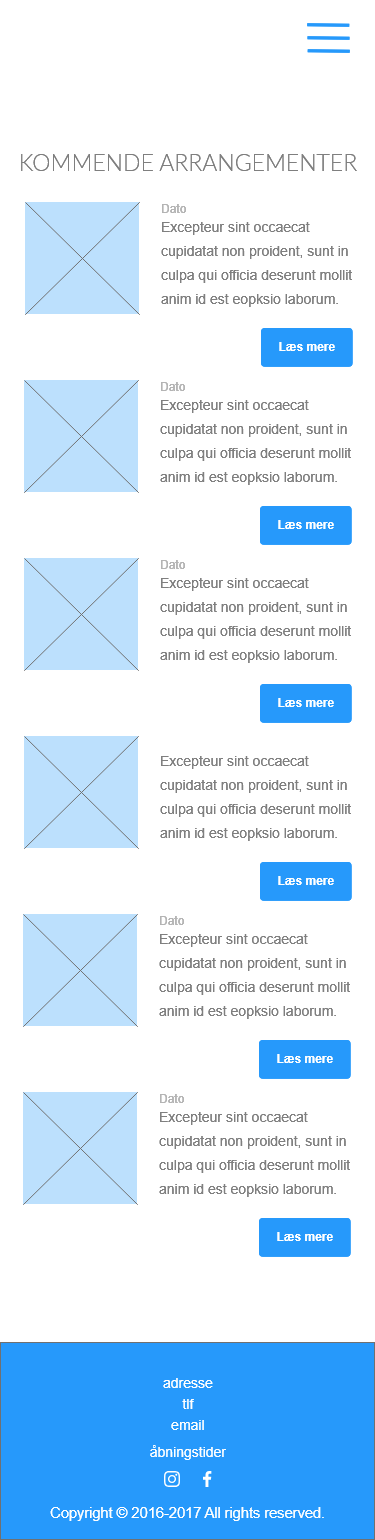 KOMMENDE ARRANGEMENTER
Dato
Excepteur sint occaecat
cupidatat non proident, sunt in
culpa qui officia deserunt mollit
anim id est eopksio laborum.
Læs mere
Dato
Excepteur sint occaecat
cupidatat non proident, sunt in
culpa qui officia deserunt mollit
anim id est eopksio laborum.
Læs mere
Dato
Excepteur sint occaecat
cupidatat non proident, sunt in
culpa qui officia deserunt mollit
anim id est eopksio laborum.
Læs mere
Excepteur sint occaecat
cupidatat non proident, sunt in
culpa qui officia deserunt mollit
anim id est eopksio laborum.
Læs mere
Dato
Excepteur sint occaecat
cupidatat non proident, sunt in
culpa qui officia deserunt mollit
anim id est eopksio laborum.
Læs mere
Dato
Excepteur sint occaecat
cupidatat non proident, sunt in
culpa qui officia deserunt mollit
anim id est eopksio laborum.
Læs mere
adresse
tlf
email
åbningstider
Copyright © 2016-2017 All rights reserved.